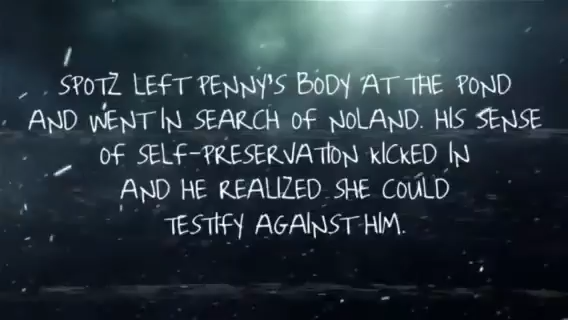 SPOTZ LEFT PENNY'S BODY AT THE POND
AND WENT IN SEARCH OF NOLAND. HIS SENSE
OF SELF-PRESERVATION KICKED IN
AND HE REALIZED SHE COULD
TESTIFY AGAINST HIM.